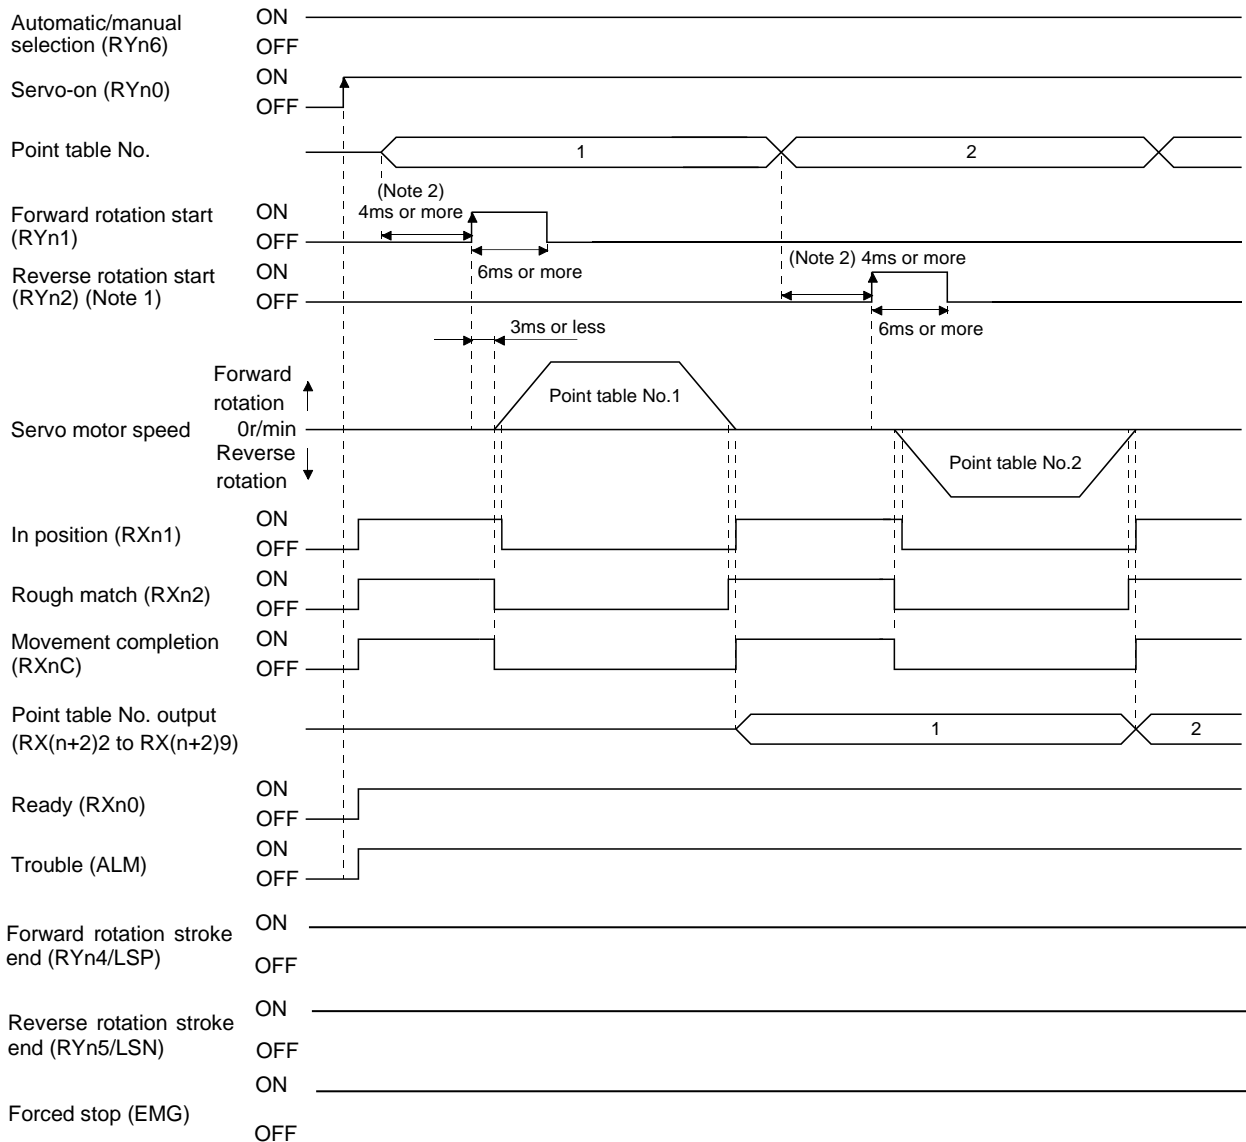 Automatic/manual
selection (RYn6)
ON
OFF
Servo-on (RYn0)
ON
OFF
Point table No.
1
2
Forward rotation start
(RYn1)
ON
OFF
(Note 2)
4ms or more
6ms or more
Reverse rotation start
(RYn2) (Note 1)
ON
OFF
(Note 2) 4ms or more
6ms or more
3ms or less
Servo motor speed
Forward
rotation
0r/min
Reverse
rotation
Point table No.1
Point table No.2
In position (RXn1)
ON
OFF
Rough match (RXn2)
ON
OFF
Movement completion
(RXnC)
ON
OFF
Point table No. output
(RX(n+2)2 to RX(n+2)9)
1
2
Ready (RXn0)
ON
OFF
Trouble (ALM)
ON
OFF
Forward rotation stroke
end (RYn4/LSP)
ON
OFF
Reverse rotation stroke
end (RYn5/LSN)
ON
OFF
Forced stop (EMG)
ON
OFF